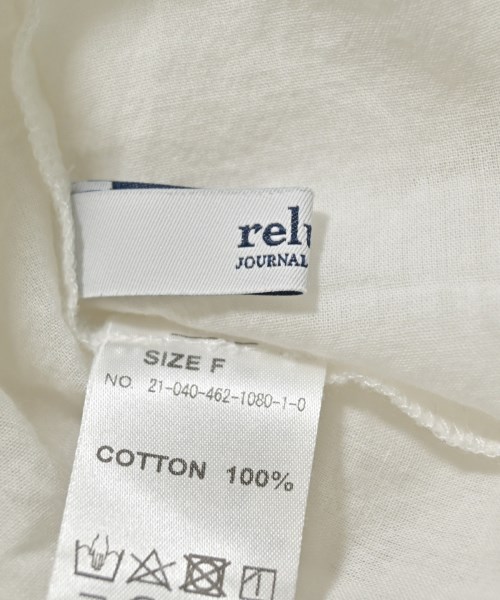 rel
JOURNAL
SIZE F
NO. 21-040-462-1080-1-0
COTTON 100%